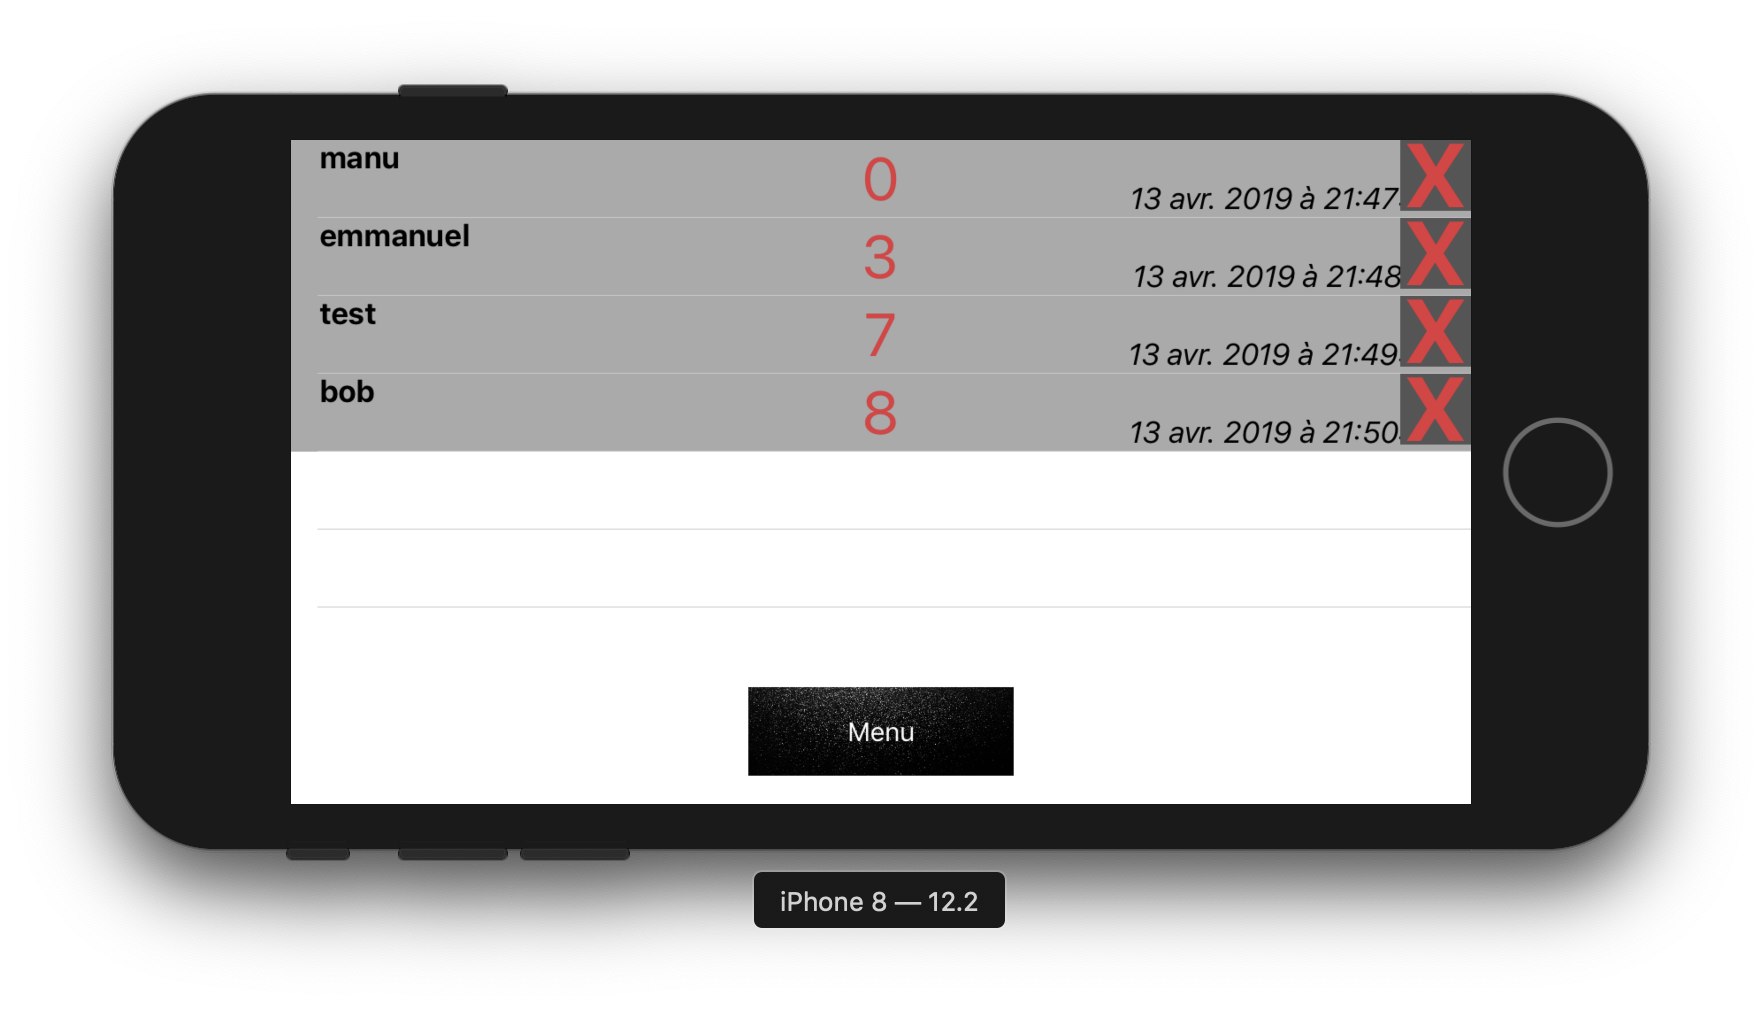 manu
0
13 avr. 2019 à 21:47
X
emmanuel
3
13 avr. 2019 à 21:48
X
test
7
13 avr. 2019 à 21:49
X
bob
8
13 avr. 2019 à 21:50
X
Menu
iPhone 8 — 12.2